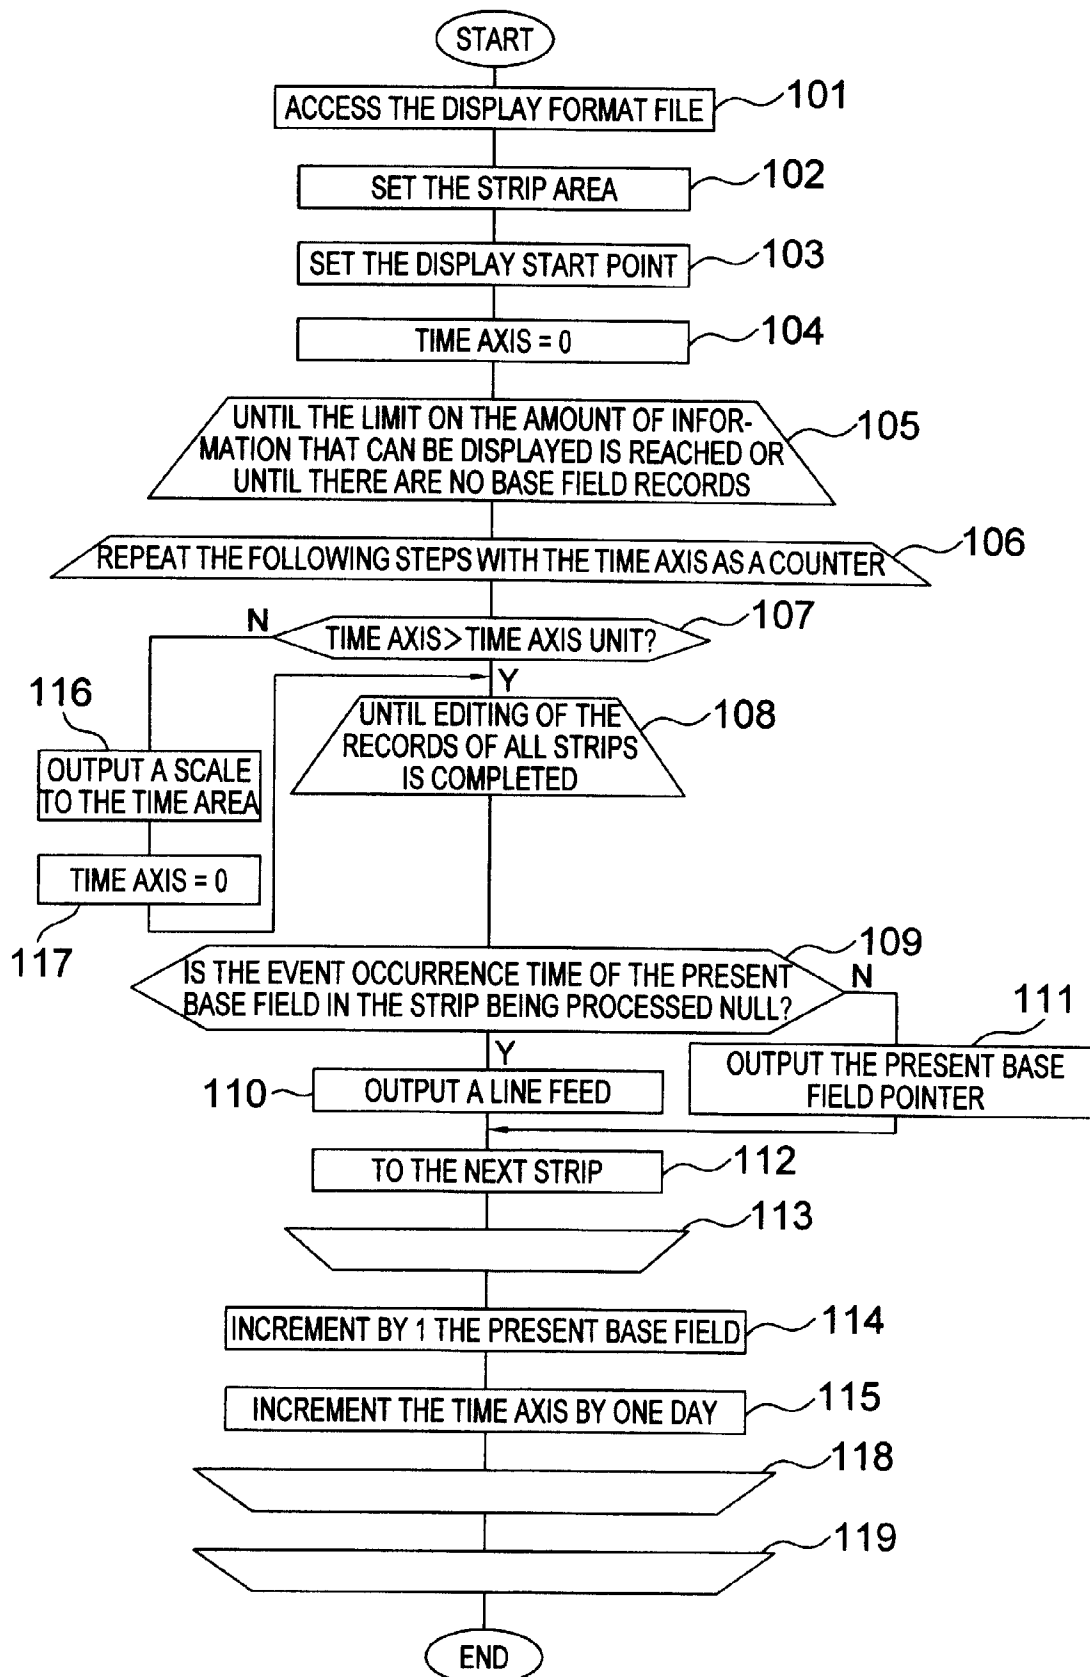 START
ACCESS THE DISPLAY FORMAT FILE
101
SET THE STRIP AREA
102
SET THE DISPLAY START POINT
103
TIME AXIS = 0
104
UNTIL THE LIMIT ON THE AMOUNT OF INFOR-
MATION THAT CAN BE DISPLAYED IS REACHED OR
UNTIL THERE ARE NO BASE FIELD RECORDS
105
REPEAT THE FOLLOWING STEPS WITH THE TIME AXIS AS A COUNTER
106
N
TIME AXIS > TIME AXIS UNIT?
107
Y
116
OUTPUT A SCALE
TO THE TIME AREA
UNTIL EDITING OF THE
RECORDS OF ALL STRIPS
IS COMPLETED
108
TIME AXIS = 0
117
IS THE EVENT OCCURRENCE TIME OF THE PRESENT
BASE FIELD IN THE STRIP BEING PROCESSED NULL?
109
N
111
Y
OUTPUT THE PRESENT BASE
FIELD POINTER
110
OUTPUT A LINE FEED
TO THE NEXT STRIP
112
113
INCREMENT BY 1 THE PRESENT BASE FIELD
114
INCREMENT THE TIME AXIS BY ONE DAY
115
118
119
END